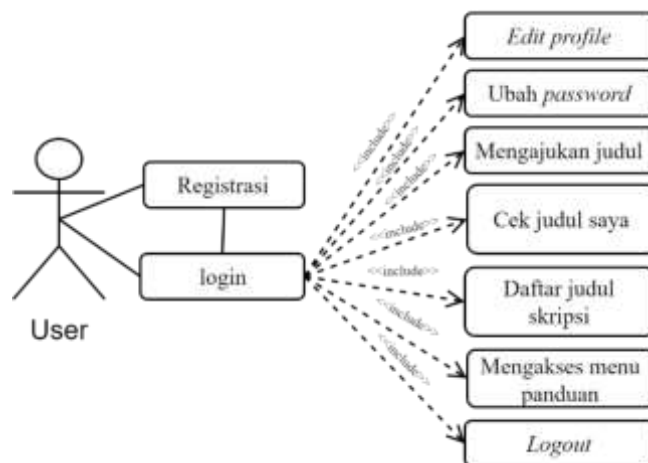 Edit profile
Ubah password
<<include>>
<<include>>
Mengajukan judul
<<include>>
Registrasi
Cek judul saya
<<include>>
login
<<include>>
Daftar judul
skripsi
User
<<include>>
Mengakses menu
panduan
<<include>>
Logout